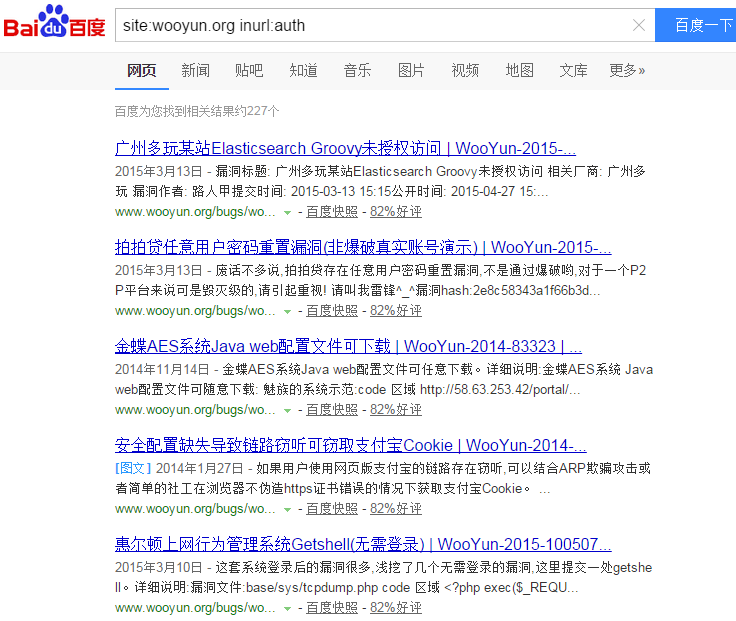 Bai du 百度
site:wooyun.org inurl:auth
百度一下
网页 新闻 贴吧 知道 音乐 图片 视频 地图 文库 更多»
百度为您找到相关结果约227个
广州多玩某站Elasticsearch Groovy未授权访问 | WooYun-2015-...
2015年3月13日 - 漏洞标题: 广州多玩某站Elasticsearch Groovy未授权访问 相关厂商: 广州多
玩 漏洞作者: 路人甲提交时间: 2015-03-13 15:15公开时间: 2015-04-27 15:...
www.wooyun.org/bugs/wo... - 百度快照 - 82%好评
拍拍贷任意用户密码重置漏洞(非爆破真实账号演示) | WooYun-2015-...
2015年3月13日 - 废话不多说,拍拍贷存在任意用户密码重置漏洞,不是通过爆破哟,对于一个P2
P平台来说可是毁灭级的,请引起重视! 请叫我雷锋^_^漏洞hash:2e8c58343a1f66b3d...
www.wooyun.org/bugs/wo... - 百度快照 - 82%好评
金蝶AES系统Java web配置文件可下载 | WooYun-2014-83323 | ...
2014年11月14日 - 金蝶AES系统Java web配置文件可任意下载。详细说明:金蝶AES系统 Java
web配置文件可随意下载: 魅族的系统示范:code 区域 http://58.63.253.42/portal/...
www.wooyun.org/bugs/wo... - 百度快照 - 82%好评
安全配置缺失导致链路窃听可窃取支付宝Cookie | WooYun-2014-...
[图文] 2014年1月27日 - 如果用户使用网页版支付宝的链路存在窃听,可以结合ARP欺骗攻击或
者简单的社工在浏览器不伪造https证书错误的情况下获取支付宝Cookie。 ...
www.wooyun.org/bugs/wo... - 百度快照 - 82%好评
惠尔顿上网行为管理系统Getshell(无需登录) | WooYun-2015-100507...
2015年3月10日 - 这套系统登录后的漏洞很多,浅挖了几个无需登录的漏洞,这里提交一处getshe
ll。详细说明:漏洞文件:base/sys/tcpdump.php code 区域 <?php exec($_REQU...
www.wooyun.org/bugs/wo... - 百度快照 - 82%好评